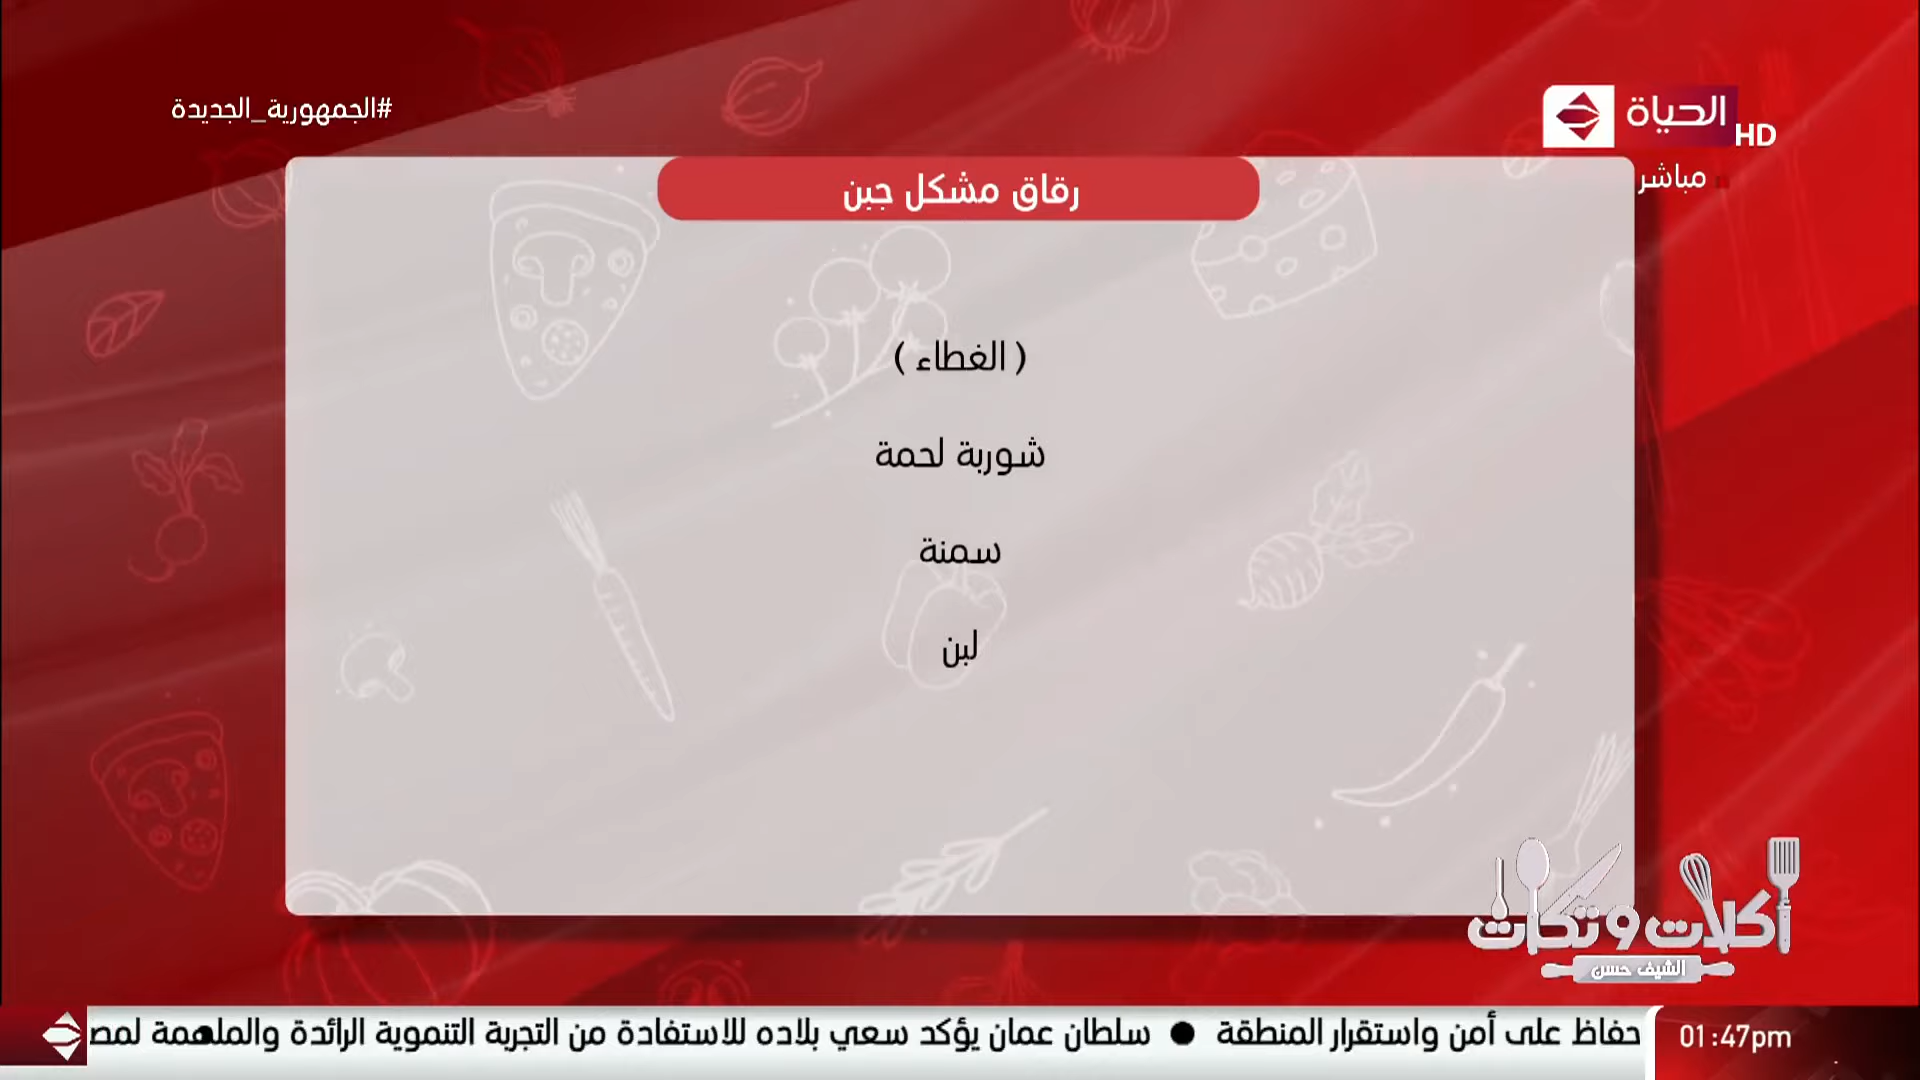 #الجمهورية_الجديدة
الحياة
HD
مباشر
رقاق مشكل جبن
( الغطاء )
شوربة لحمة
سمنة
لبن
أكلات وتكات
الشيف حسن
حفاظ على أمن واستقرار المنطقة ● سلطان عمان يؤكد سعي بلاده للاستفادة من التجربة التنموية الرائدة والملهمة لمص
01:47pm